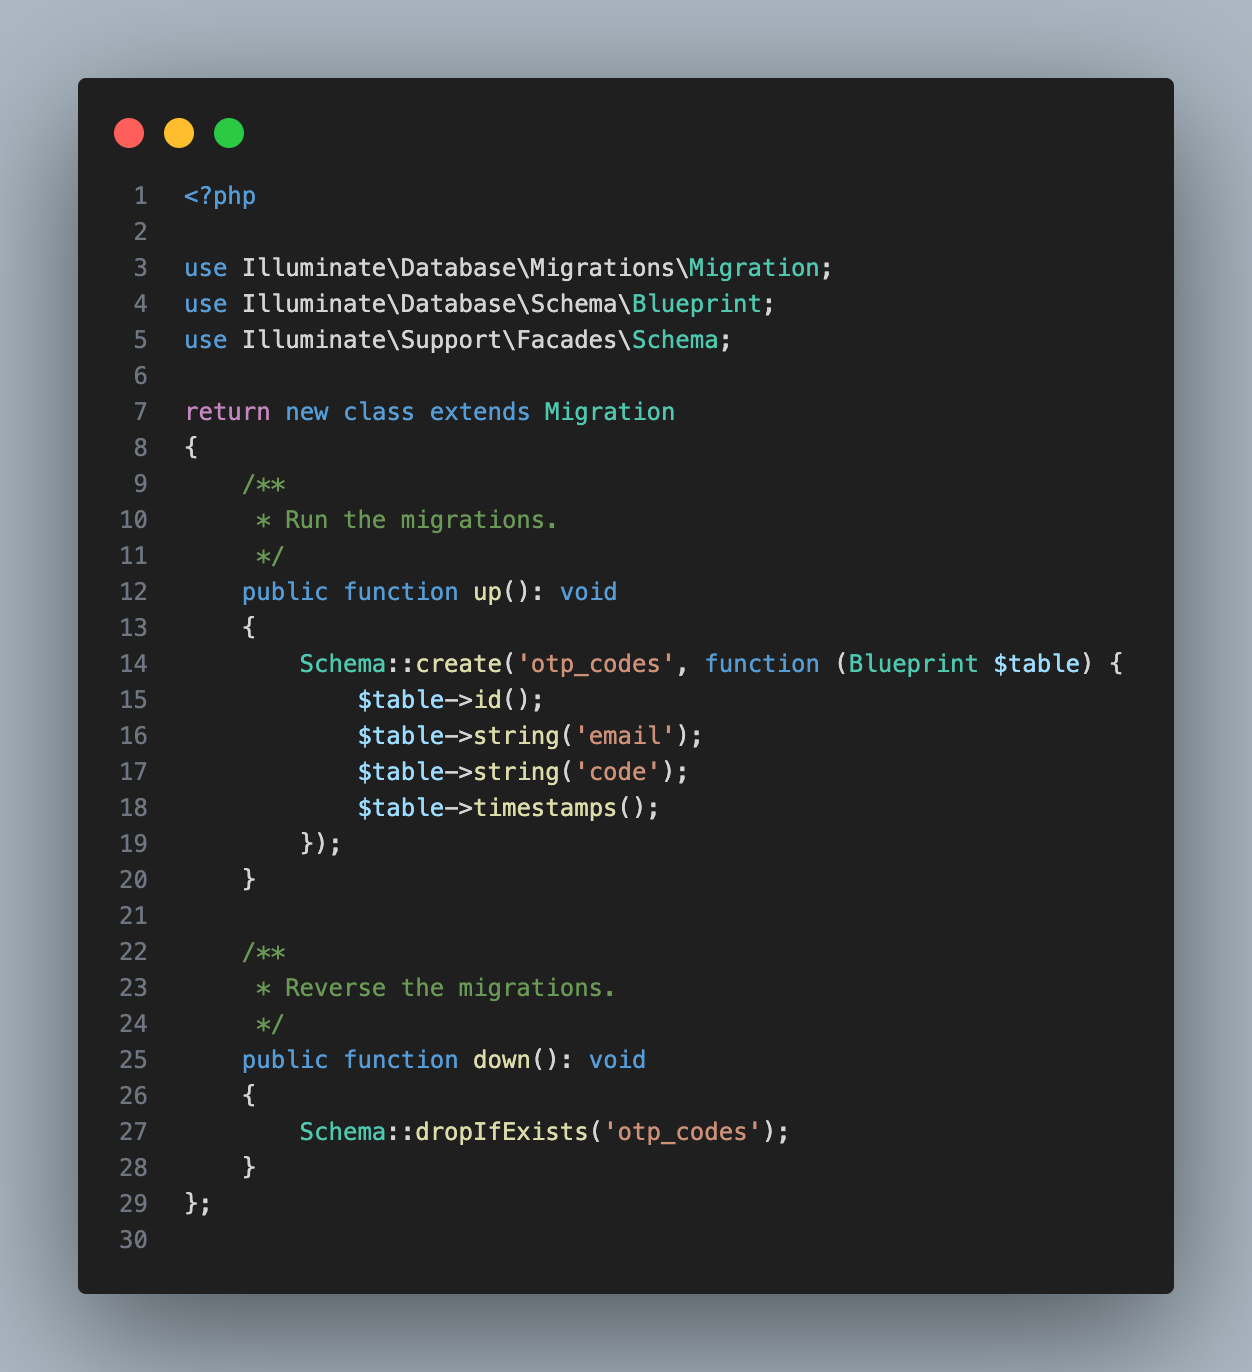 1 <?php
2
3 use Illuminate\Database\Migrations\Migration;
4 use Illuminate\Database\Schema\Blueprint;
5 use Illuminate\Support\Facades\Schema;
6
7 return new class extends Migration
8 {
9     /**
10      * Run the migrations.
11      */
12     public function up(): void
13     {
14         Schema::create('otp_codes', function (Blueprint $table) {
15             $table->id();
16             $table->string('email');
17             $table->string('code');
18             $table->timestamps();
19         });
20     }
21
22     /**
23      * Reverse the migrations.
24      */
25     public function down(): void
26     {
27         Schema::dropIfExists('otp_codes');
28     }
29 };
30